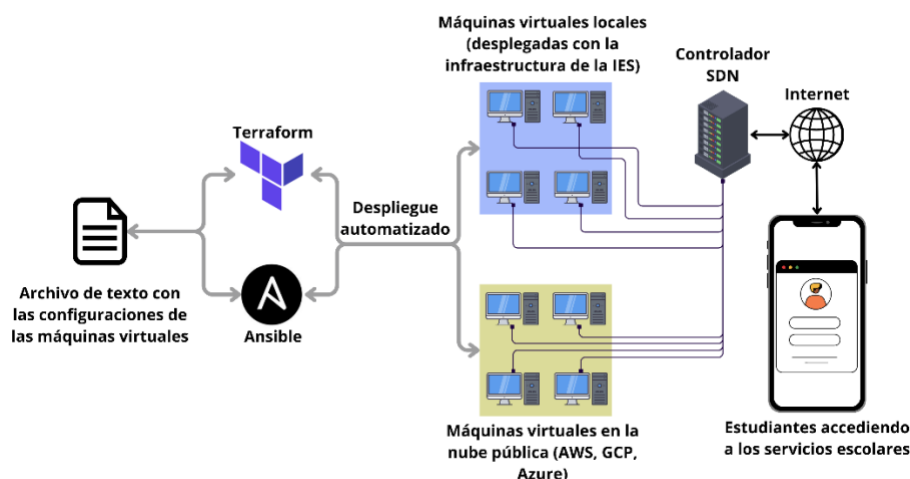 Máquinas virtuales locales
(desplegadas con la
infraestructura de la IES)
Controlador
SDN
Internet
Terraform
Despliegue
automatizado
Archivo de texto con
las configuraciones de
las máquinas virtuales
Ansible
Máquinas virtuales en la
nube pública (AWS, GCP,
Azure)
Estudiantes accediendo
a los servicios escolares